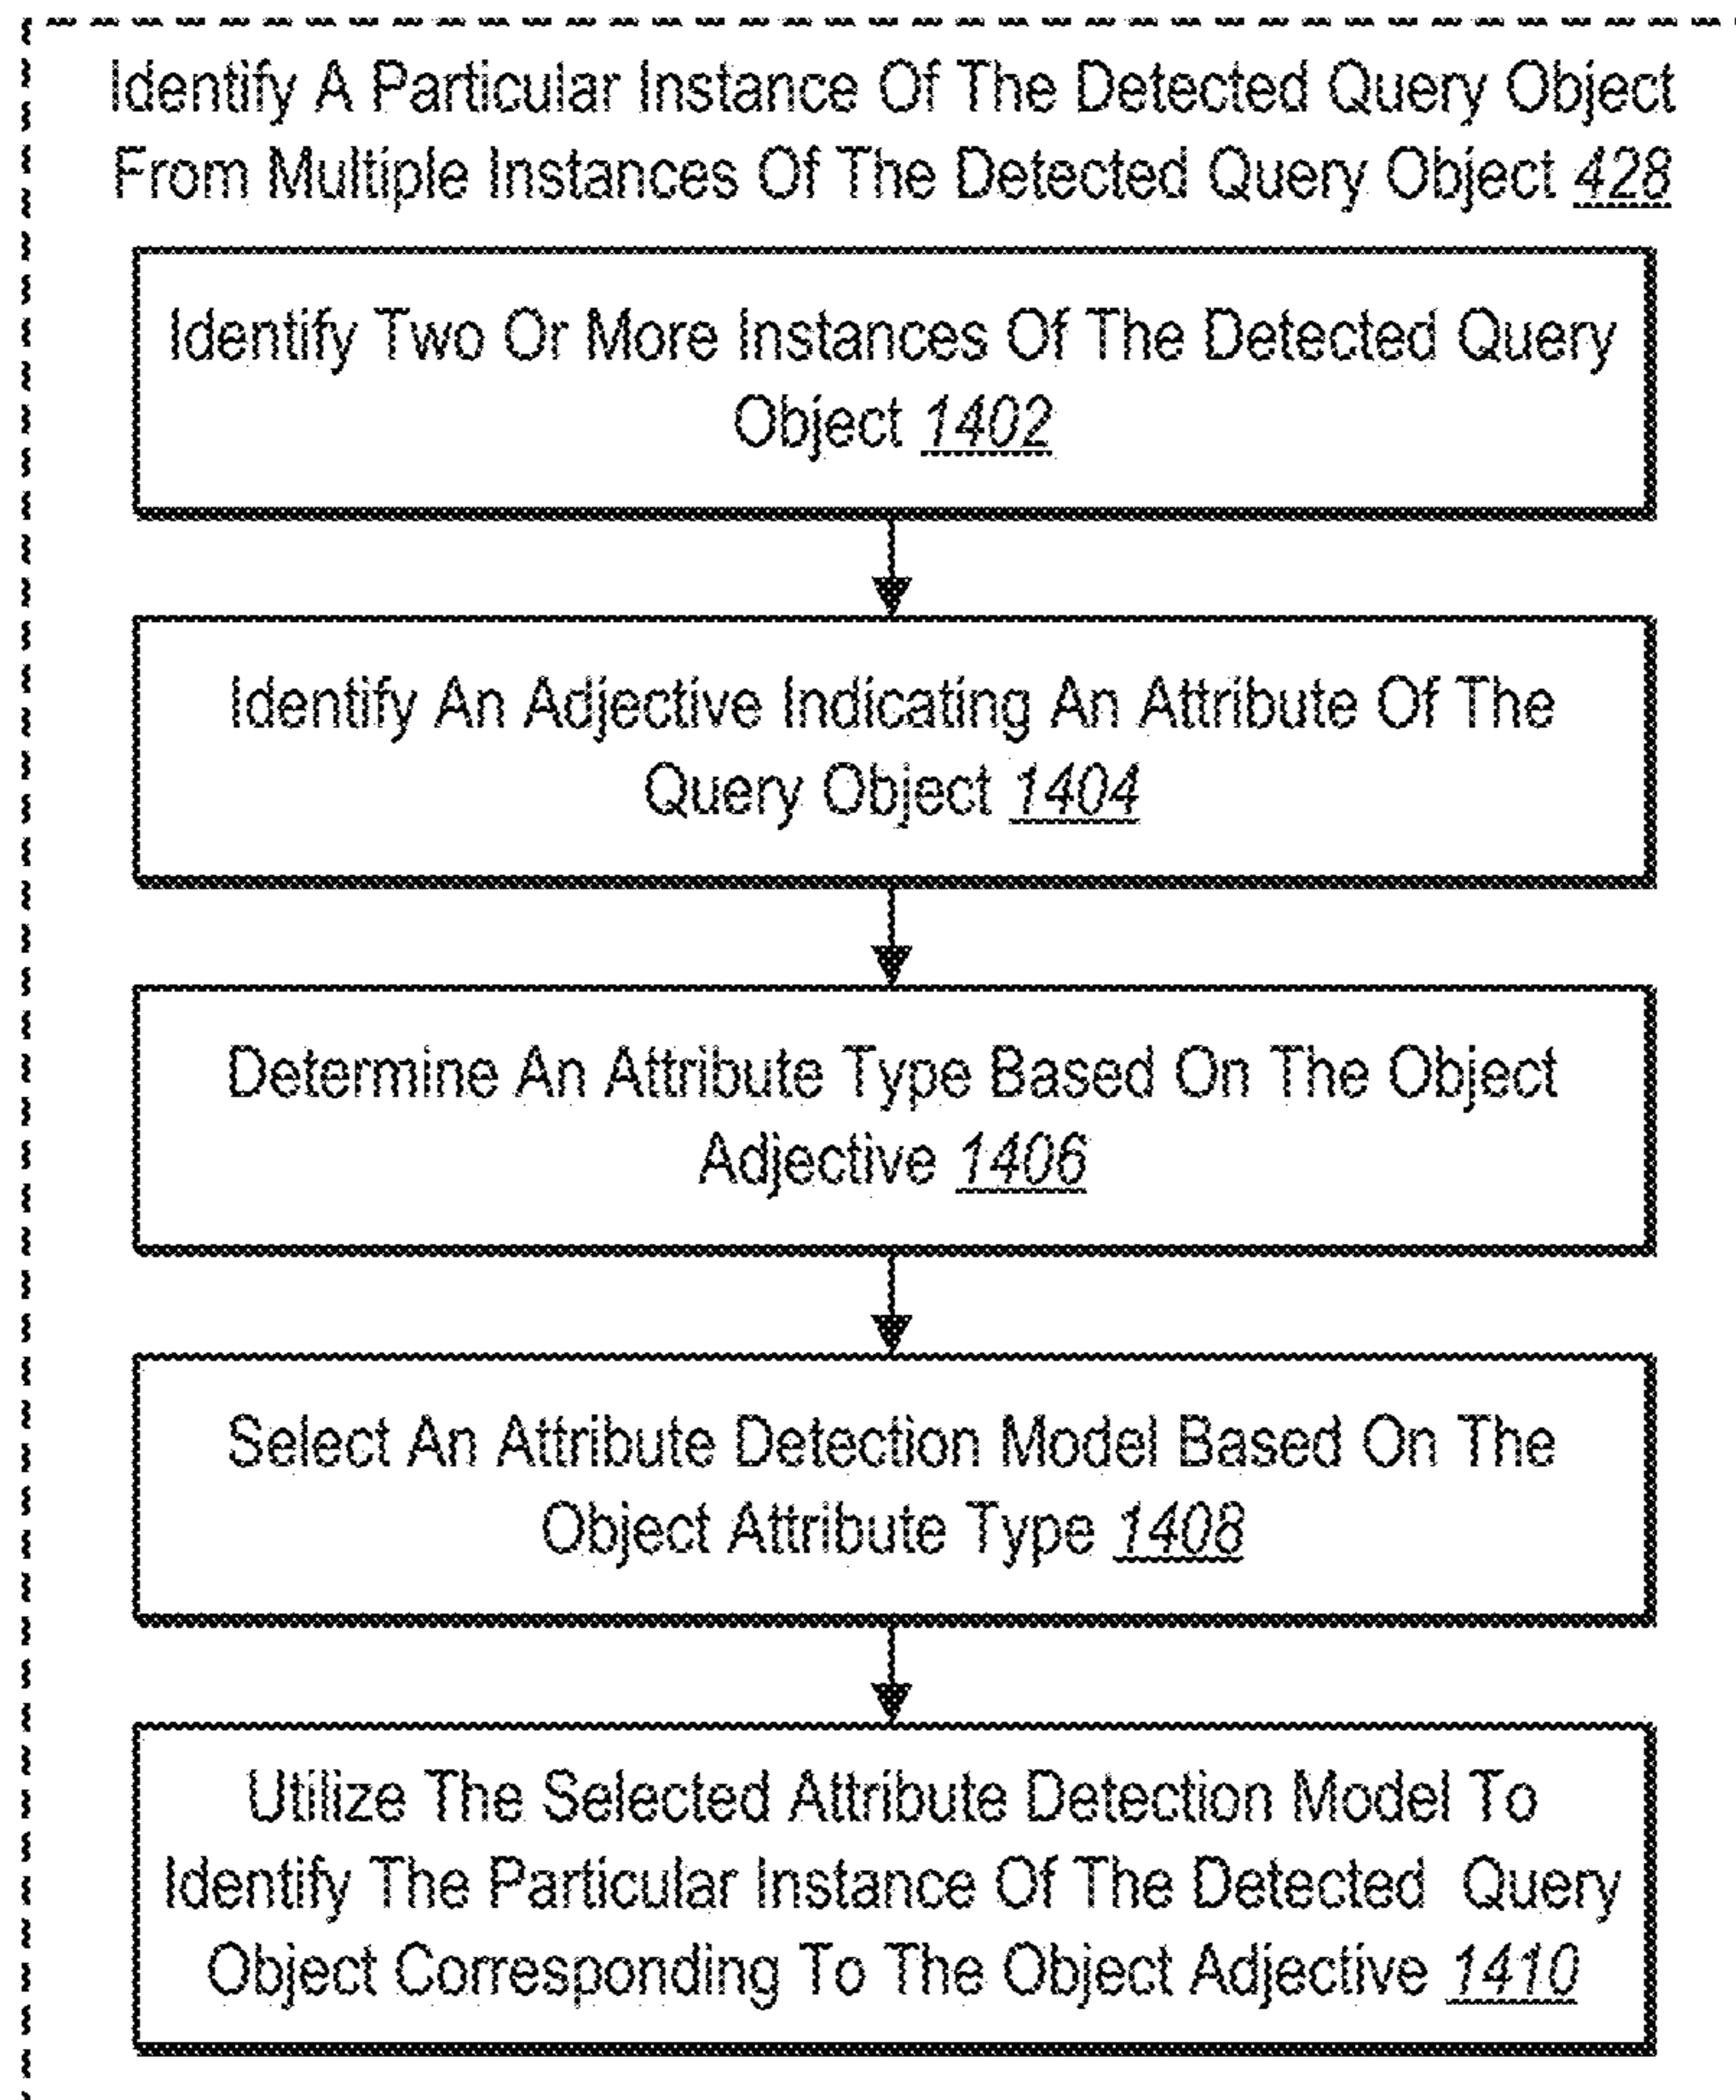 Identify A Particular Instance Of The Detected Query Object
From Multiple Instances Of The Detected Query Object 428
Identify Two Or More Instances Of The Detected Query
Object 1402
Identify An Adjective Indicating An Attribute Of The
Query Object 1404
Determine An Attribute Type Based On The Object
Adjective 1406
Select An Attribute Detection Model Based On The
Object Attribute Type 1408
Utilize The Selected Attribute Detection Model To
Identify The Particular Instance Of The Detected Query
Object Corresponding To The Object Adjective 1410